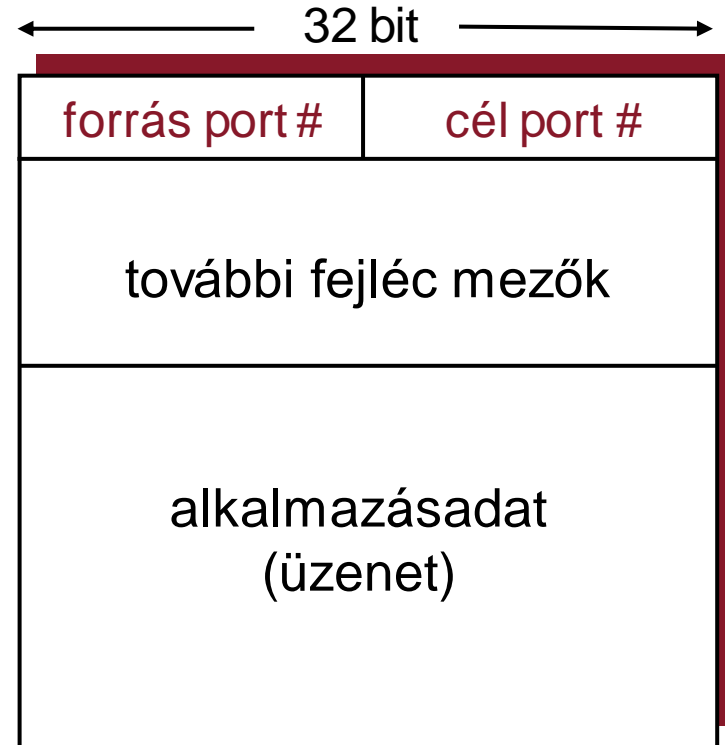 32 bit
forrás port #
cél port #
további fejléc mezők
alkalmazásadat
(üzenet)